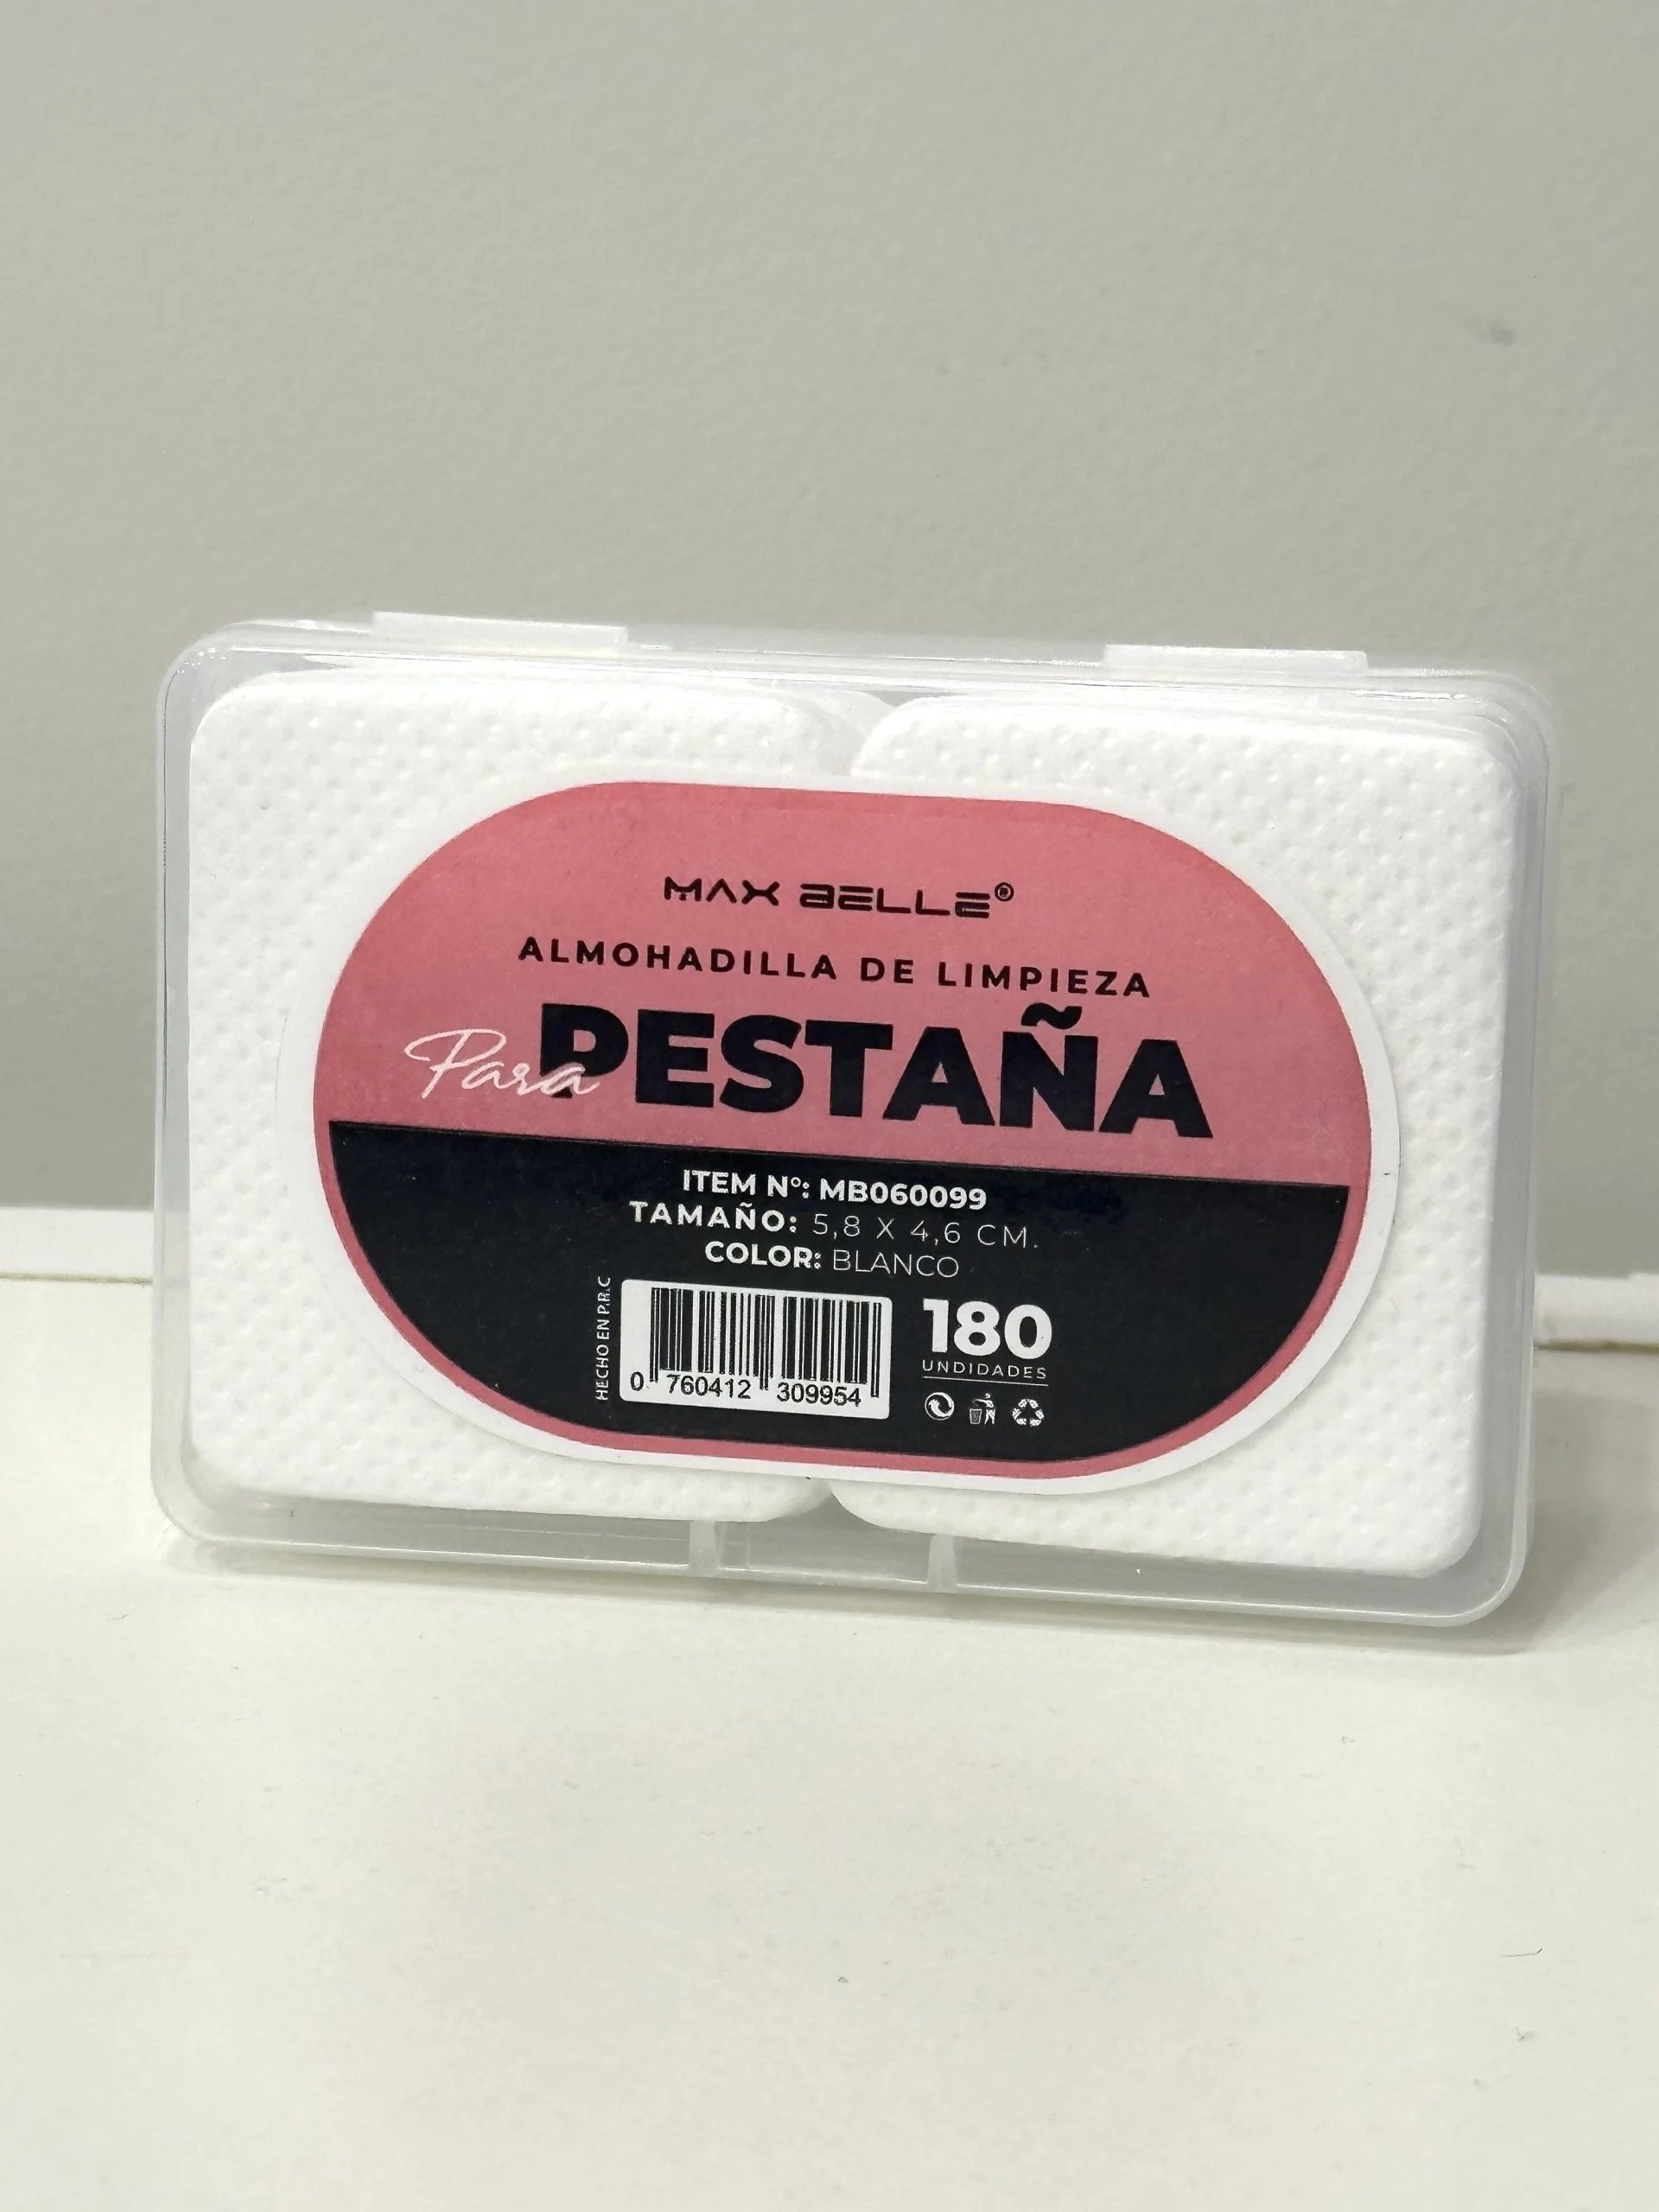 MAX BELLE®
ALMOHADILLA DE LIMPIEZA
Para PESTAÑA
ITEM N°: MB060099
TAMAÑO: 5,8 X 4,6 CM.
COLOR: BLANCO
HECHO EN P.R.C
0 760412 309954
180
UNDIDADES